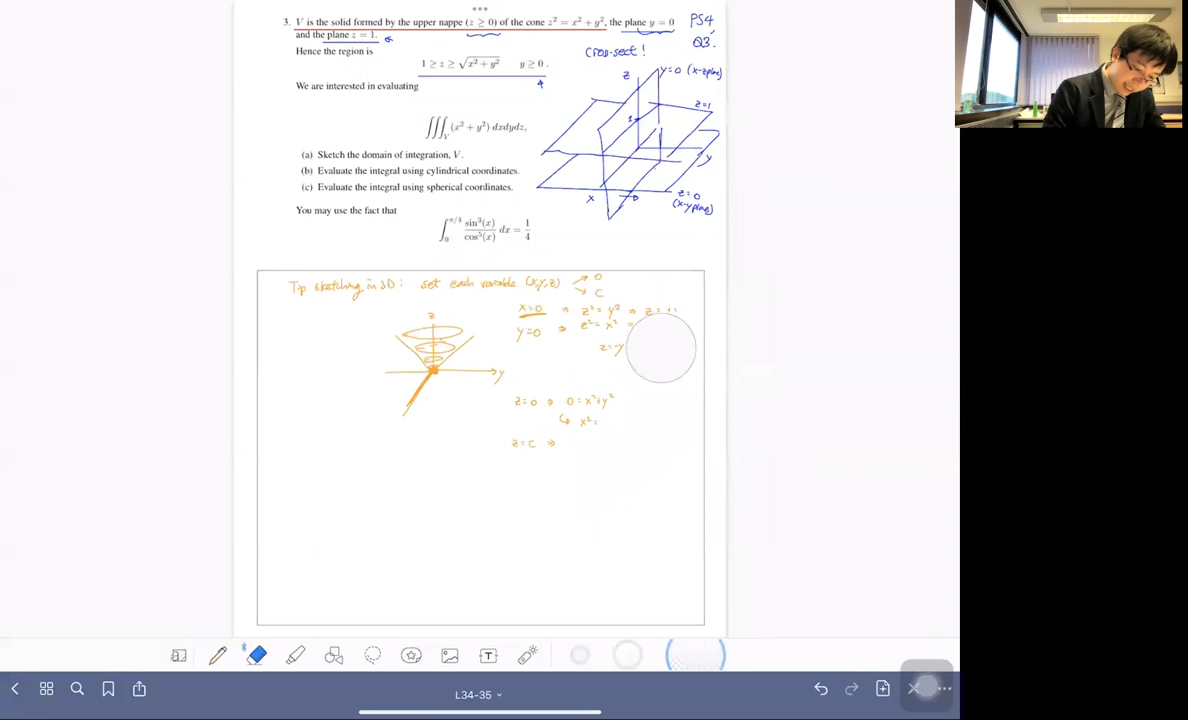 3. V is the solid formed by the upper nappe (z ≥ 0) of the cone z² = x² + y², the plane y = 0
and the plane z = 1.
PS4,
Q3.
Hence the region is
Cross-sect!
1 ≥ z ≥ √(x² + y²) y ≥ 0.
We are interested in evaluating
∭_V (x² + y²) dxdydz,
(a) Sketch the domain of integration, V.
(b) Evaluate the integral using cylindrical coordinates.
(c) Evaluate the integral using spherical coordinates.
You may use the fact that
∫_0^{π/4} sin³(x)/cos⁵(x) dx = 1/4
z
y=0 (x-z plane)
z=1
1
y
x
z=0
(x-y plane)
Tip sketching in 3D: set each variable (x,y,z) → 0
→ C
x=0 ⇒ z² = y² ⇒ z =
y=0 ⇒ z² = x² =
z=-y
z
y
z=0 ⇒ 0=x²+y²
↳ x² =
z=C ⇒
L34-35